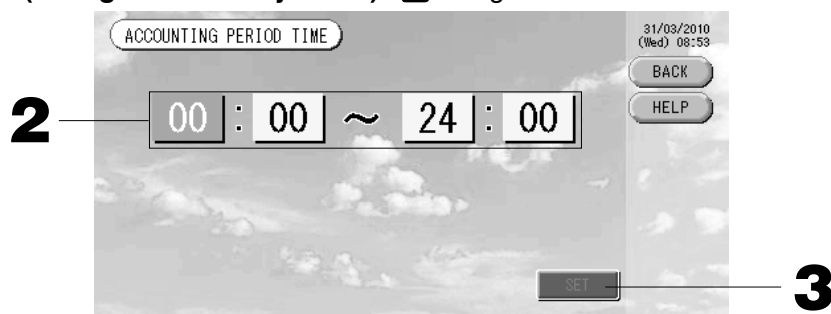 ACCOUNTING PERIOD TIME
31/03/2010
(Wed) 08:53
BACK
HELP
2
00 : 00 ~ 24 : 00
SET
3